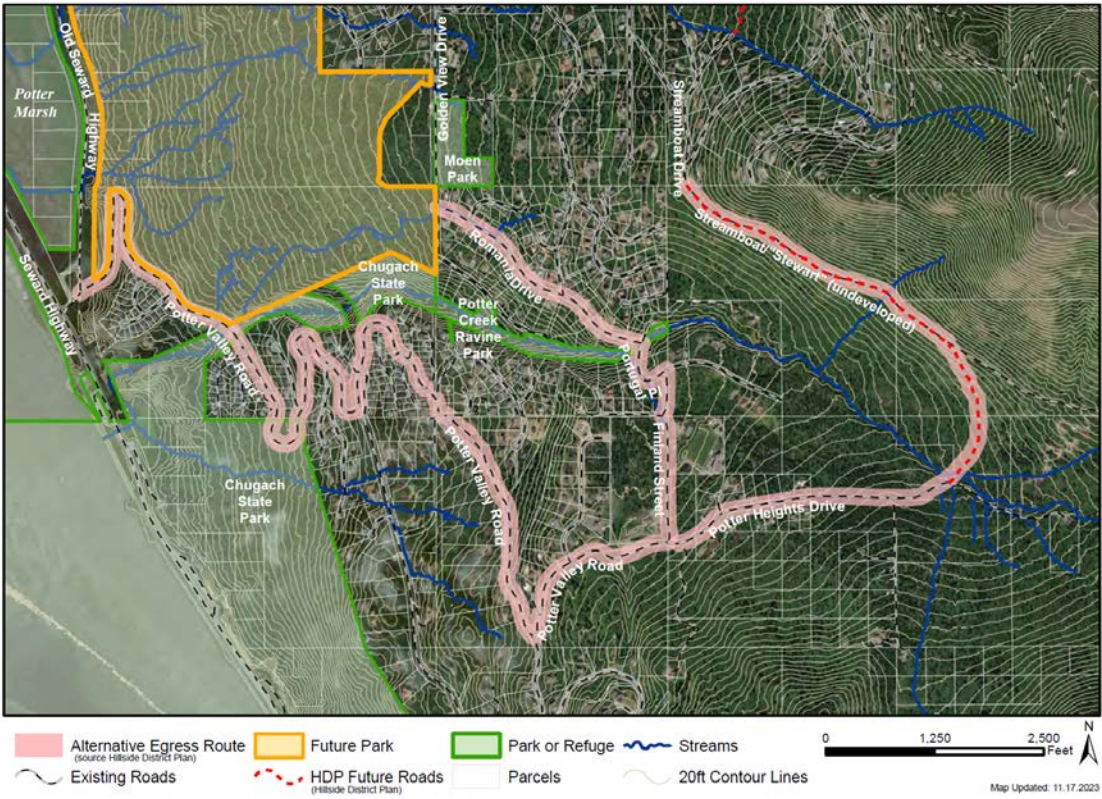 Old Seward
Highway
Potter
Marsh
Golden View Drive
Streamboat Drive
Moen
Park
Streamboat/"Stewart" (undeveloped)
Romania Drive
Chugach
State
Park
Seward Highway
Potter Valley Road
Potter
Creek
Ravine
Park
Portugal Pl
Finland Street
Potter Valley Road
Chugach
State
Park
Potter Heights Drive
Potter Valley Road
Alternative Egress Route
(source Hillside District Plan)
Future Park
Park or Refuge
Streams
Existing Roads
HDP Future Roads
(Hillside District Plan)
Parcels
20ft Contour Lines
0 1,250 2,500
Feet
N
Map Updated: 11.17.2023